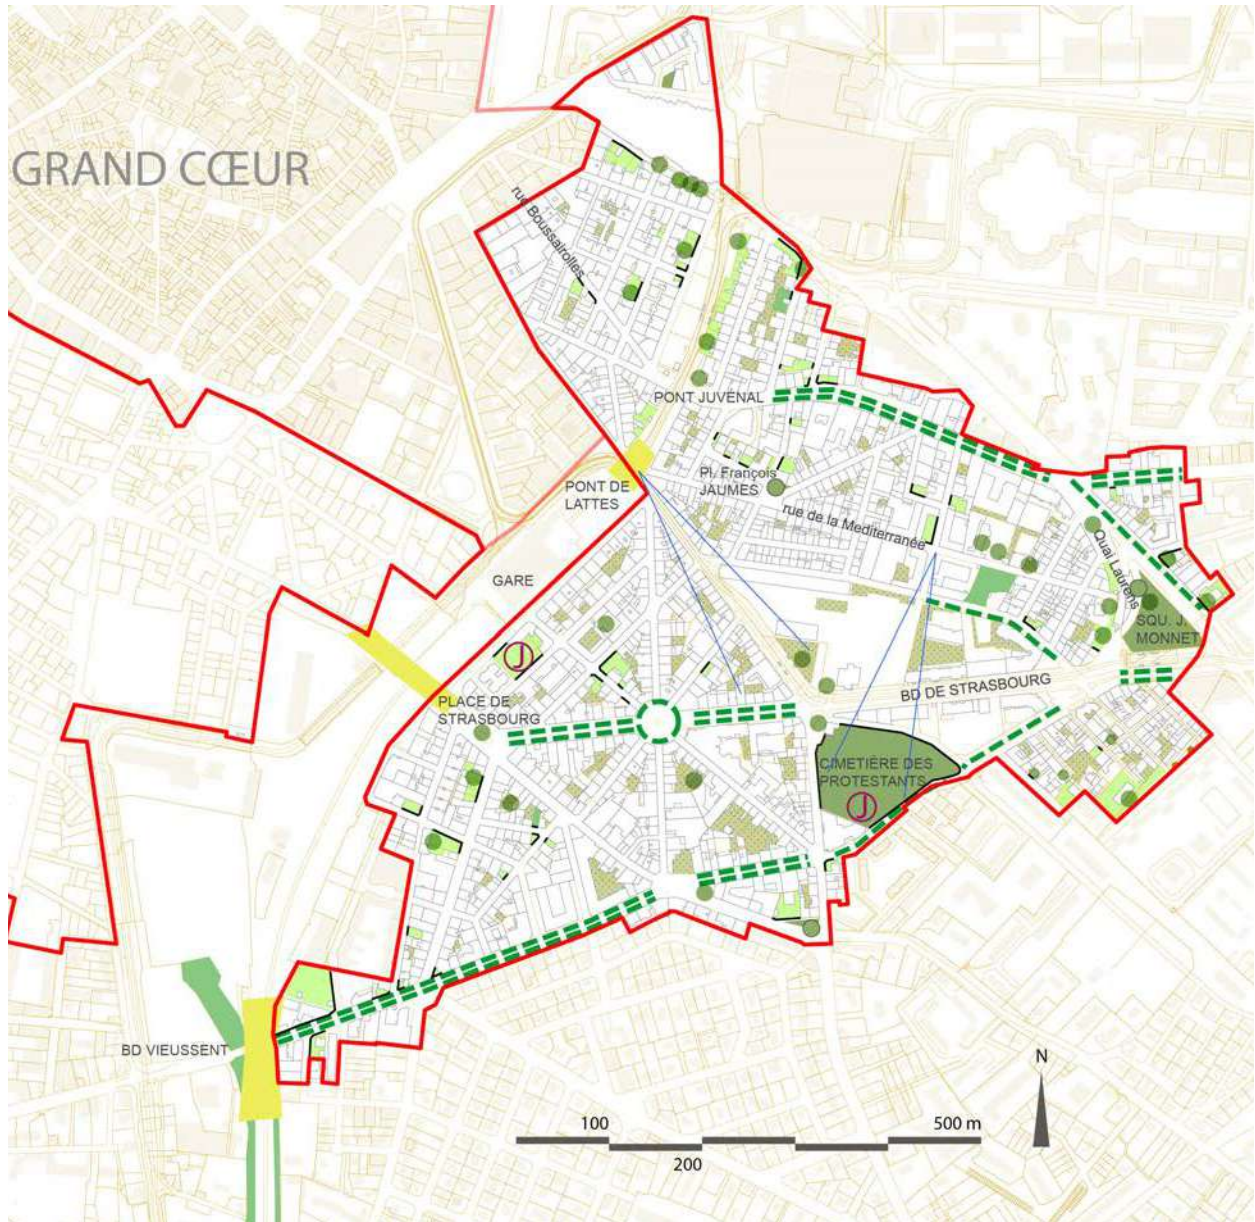 GRAND CŒUR
rue Boussairolles
PONT JUVÉNAL
Pl. François
JAUMES
PONT DE
LATTES
rue de la Mediterranée
GARE
Quai Laurens
SQU. J.
MONNET
BD DE STRASBOURG
PLACE DE
STRASBOURG
J
CIMETIÈRE DES
PROTESTANTS
J
BD VIEUSSENT
N
100
500 m
200